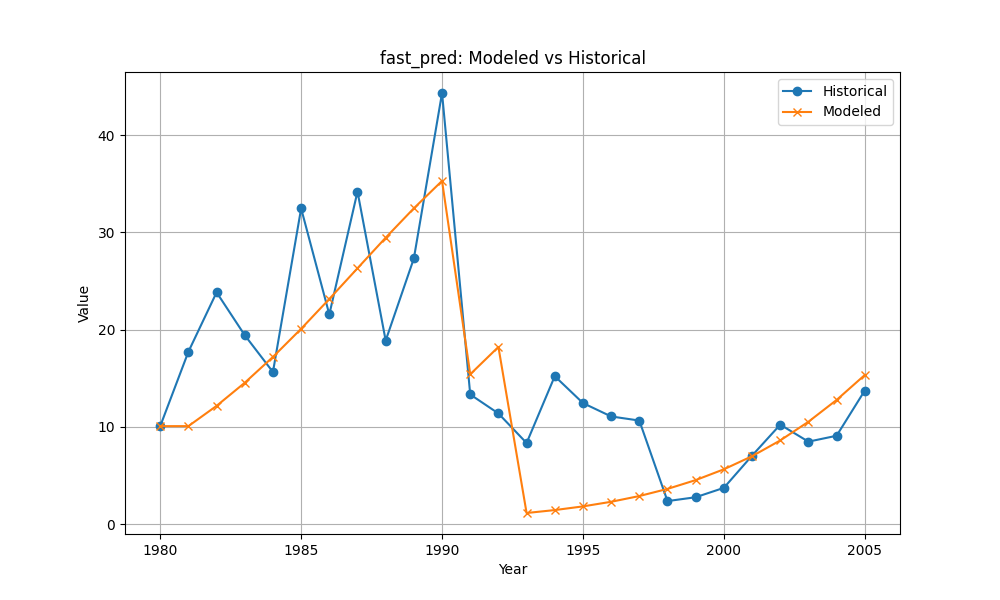 fast_pred: Modeled vs Historical
Historical
Modeled
Value
40
30
20
10
0
1980 1985 1990 1995 2000 2005
Year